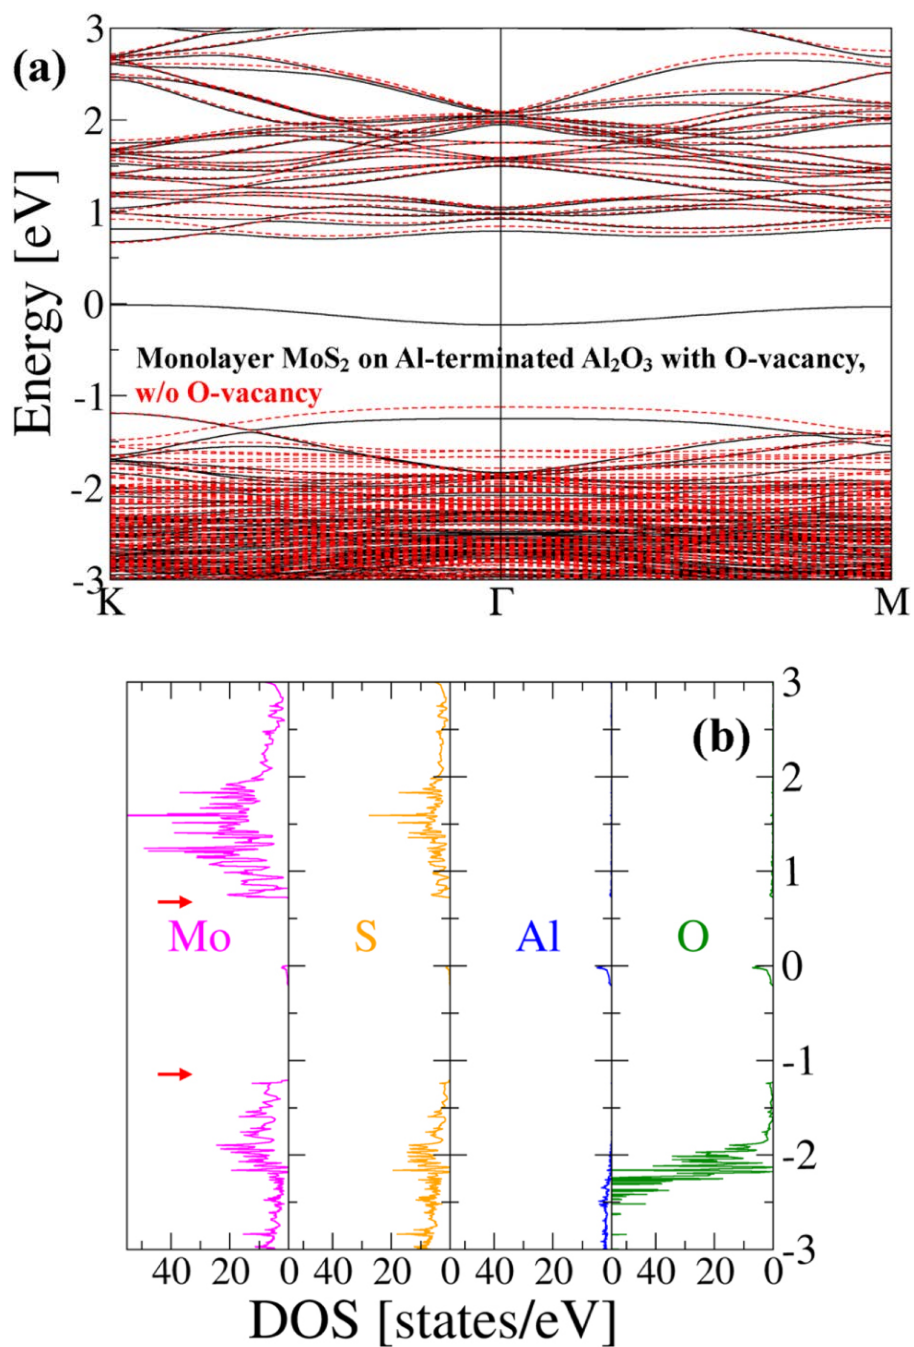 (a)
3
2
1
0
-1
-2
-3
Energy [eV]
Monolayer MoS₂ on Al-terminated Al₂O₃ with O-vacancy,
w/o O-vacancy
K Γ M
(b)
3
2
1
0
-1
-2
-3
Mo S Al O
40 20 0 40 20 0 40 20 0 40 20 0
DOS [states/eV]